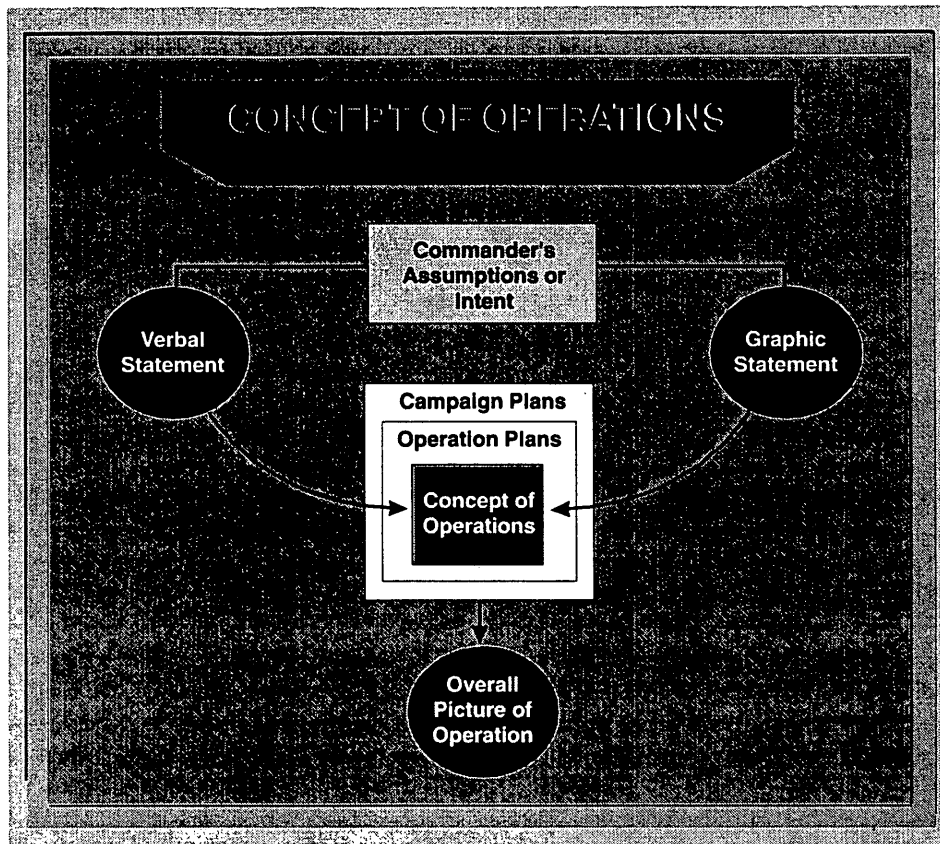 CONCEPT OF OPERATIONS
Commander's
Assumptions or
Intent
Verbal
Statement
Graphic
Statement
Campaign Plans
Operation Plans
Concept of
Operations
Overall
Picture of
Operation